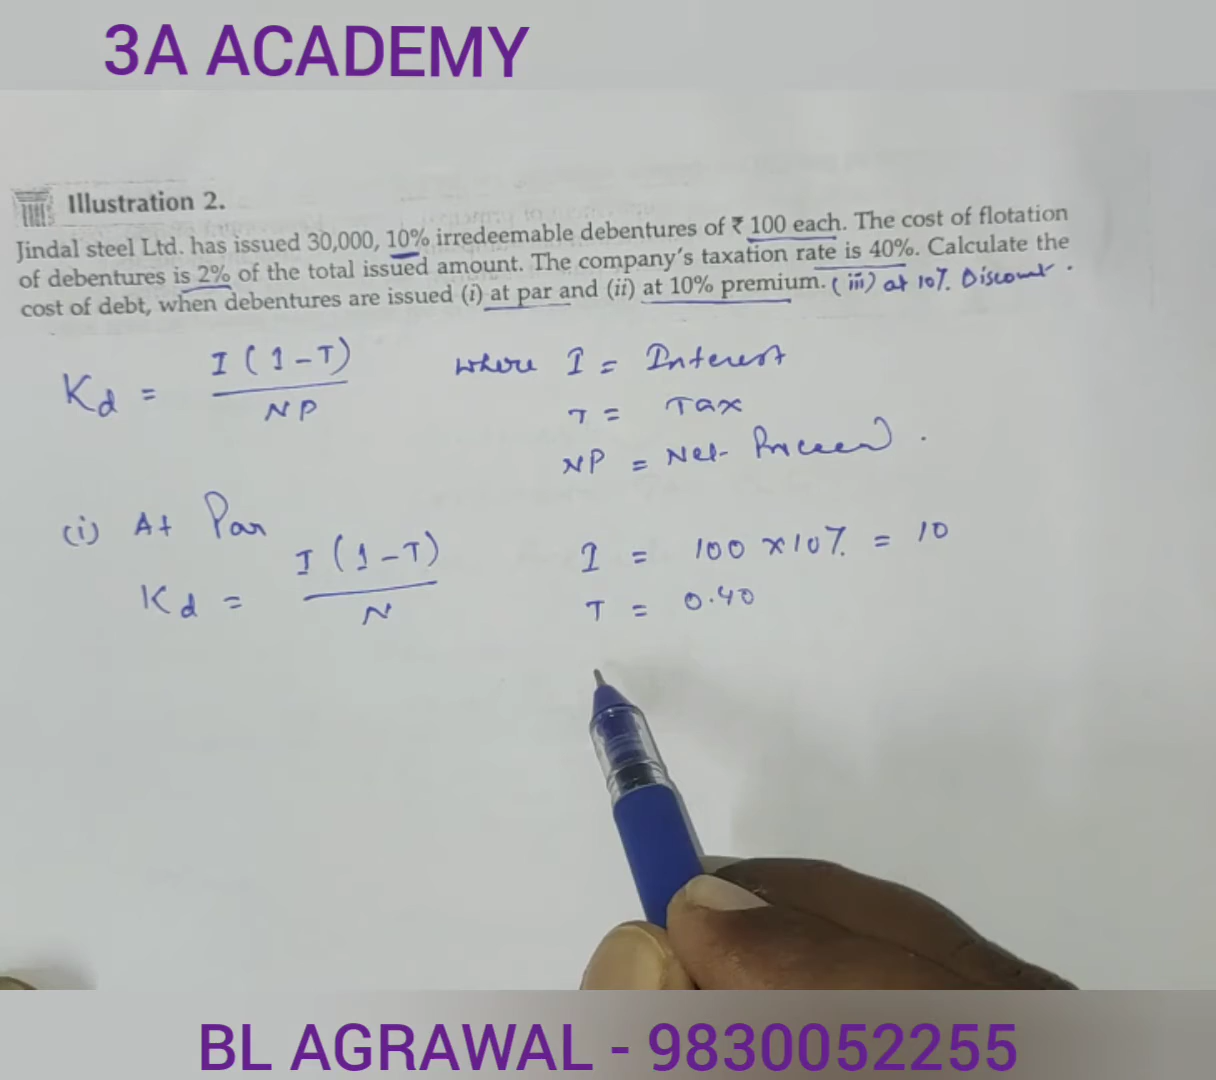 3A ACADEMY
Illustration 2.
Jindal steel Ltd. has issued 30,000, 10% irredeemable debentures of ₹ 100 each. The cost of flotation
of debentures is 2% of the total issued amount. The company's taxation rate is 40%. Calculate the
cost of debt, when debentures are issued (i) at par and (ii) at 10% premium. (iii) at 10% Discount.
Kd = I (1-T) / NP where I = Interest
T = Tax
NP = Net Proceed.
(i) At Par
Kd = I (1-T) / N I = 100 x 10% = 10
T = 0.40
BL AGRAWAL - 9830052255